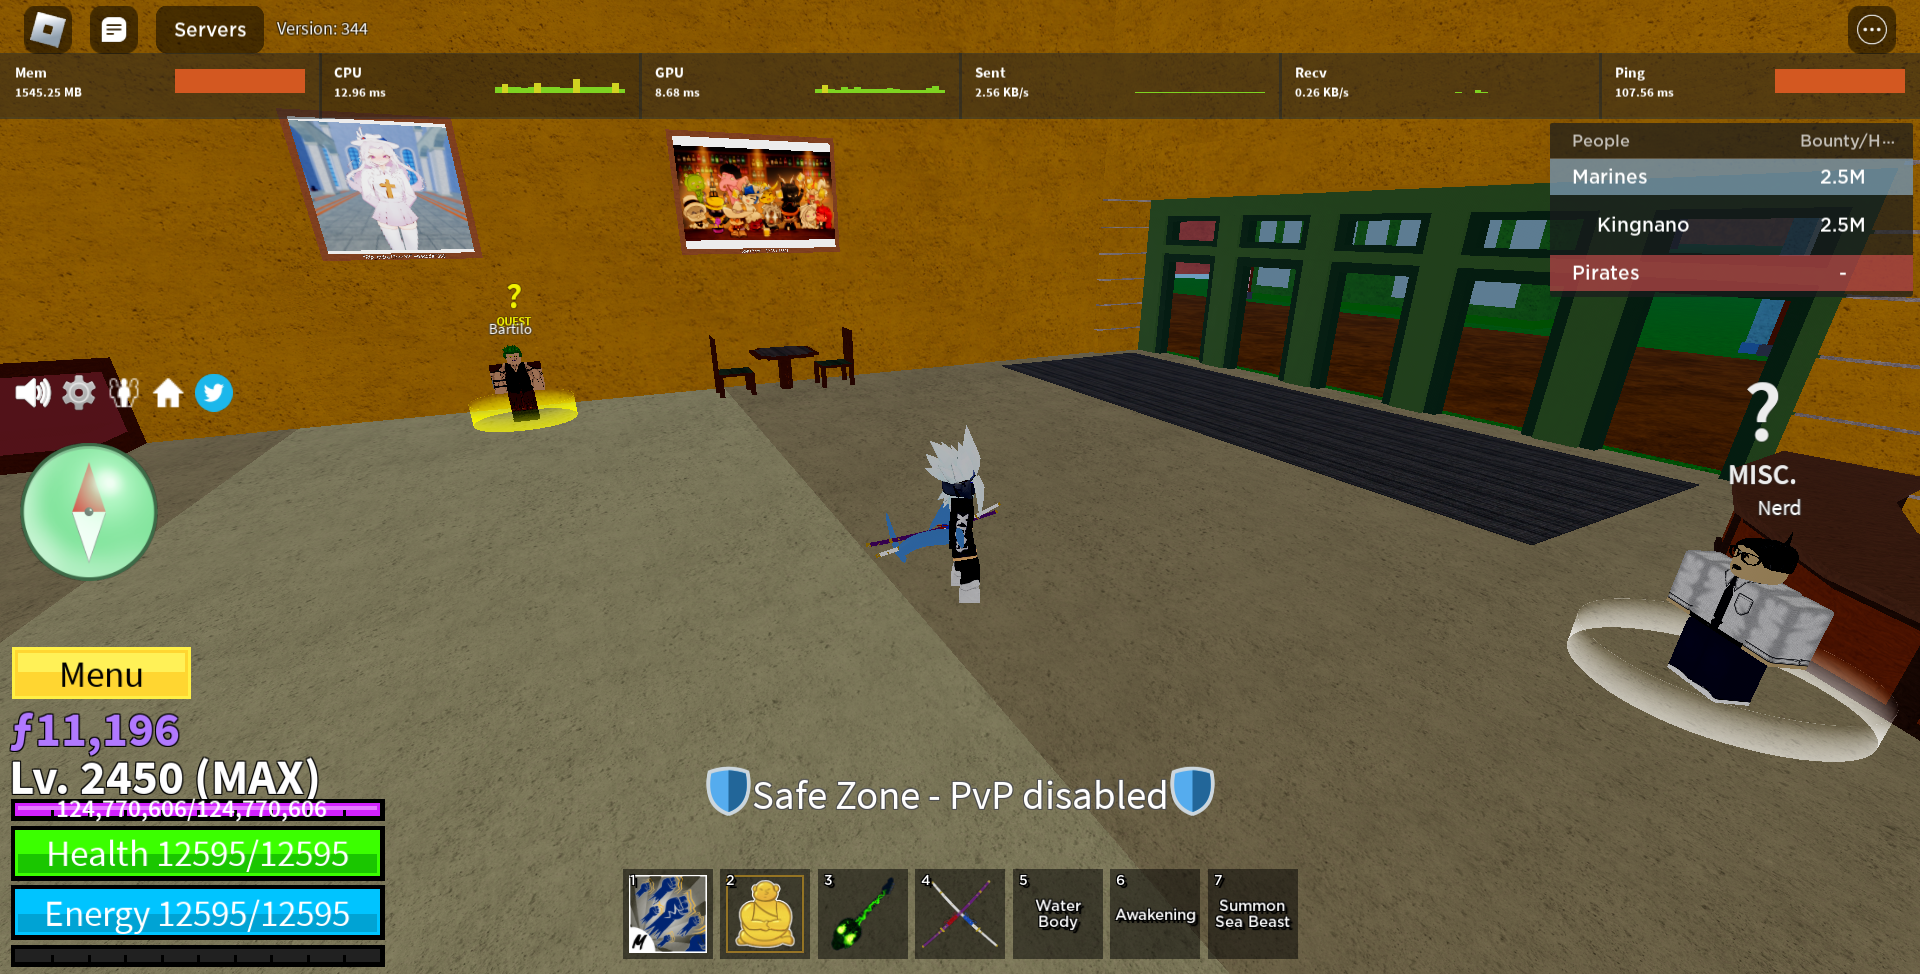 Servers
Version: 344
Mem
1545.25 MB
CPU
12.96 ms
GPU
8.68 ms
Sent
2.56 KB/s
Recv
0.26 KB/s
Ping
107.56 ms
People Bounty/H...
Marines 2.5M
Kingnano 2.5M
Pirates -
?
QUEST
Bartilo
?
MISC.
Nerd
Menu
ƒ11,196
Lv. 2450 (MAX)
124,770,606/124,770,606
Health 12595/12595
Energy 12595/12595
Safe Zone - PvP disabled
1
M
2
3
4
5
Water
Body
6
Awakening
7
Summon
Sea Beast